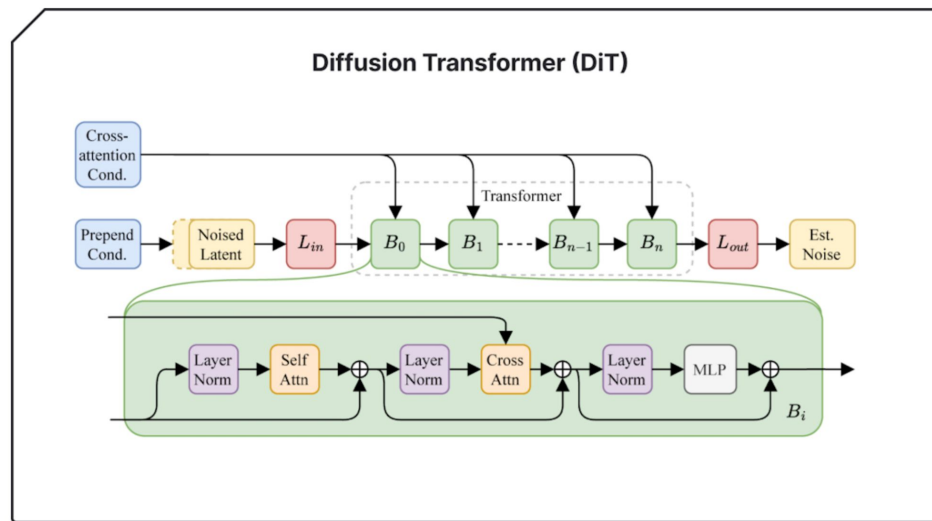 Diffusion Transformer (DiT)
Cross-
attention
Cond.
Transformer
Prepend
Cond.
Noised
Latent
L_in
B_0
B_1
B_{n-1}
B_n
L_out
Est.
Noise
Layer
Norm
Self
Attn
Layer
Norm
Cross
Attn
Layer
Norm
MLP
B_i